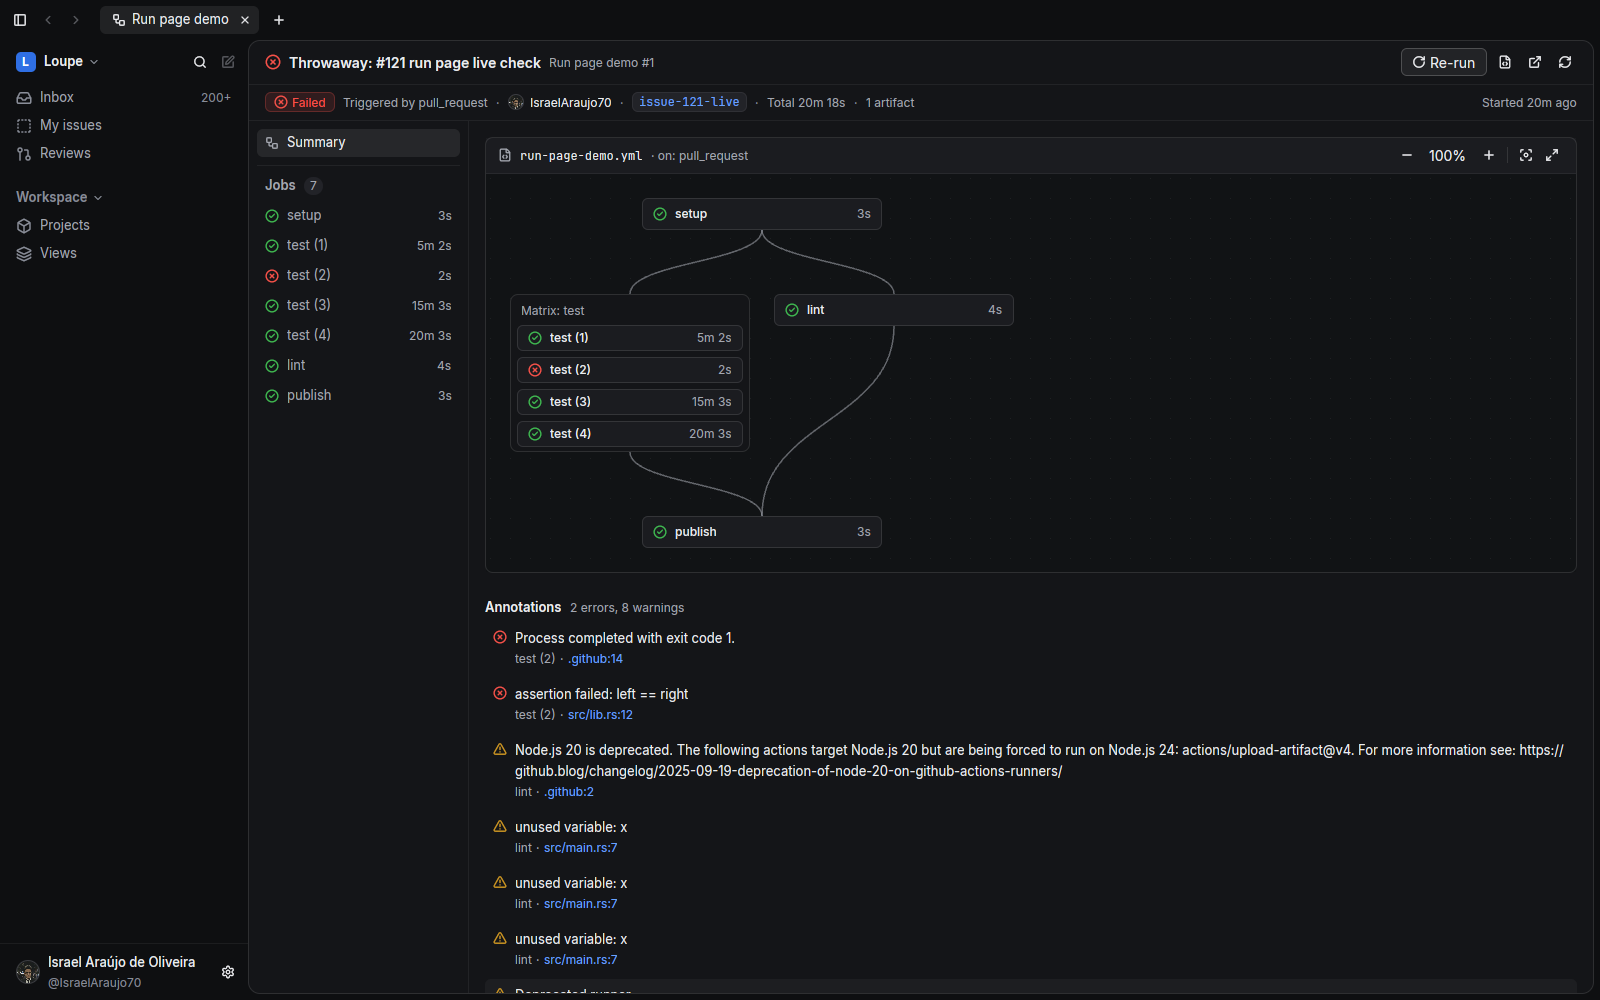 Run page demo
L Loupe
Inbox 200+
My issues
Reviews
Workspace
Projects
Views
Israel Araújo de Oliveira
@IsraelAraujo70
Throwaway: #121 run page live check Run page demo #1
Re-run
Failed Triggered by pull_request · IsraelAraujo70 · issue-121-live · Total 20m 18s · 1 artifact
Started 20m ago
Summary
Jobs 7
setup 3s
test (1) 5m 2s
test (2) 2s
test (3) 15m 3s
test (4) 20m 3s
lint 4s
publish 3s
run-page-demo.yml · on: pull_request
100%
setup 3s
Matrix: test
test (1) 5m 2s
test (2) 2s
test (3) 15m 3s
test (4) 20m 3s
lint 4s
publish 3s
Annotations 2 errors, 8 warnings
Process completed with exit code 1.
test (2) · .github:14
assertion failed: left == right
test (2) · src/lib.rs:12
Node.js 20 is deprecated. The following actions target Node.js 20 but are being forced to run on Node.js 24: actions/upload-artifact@v4. For more information see: https://
github.blog/changelog/2025-09-19-deprecation-of-node-20-on-github-actions-runners/
lint · .github:2
unused variable: x
lint · src/main.rs:7
unused variable: x
lint · src/main.rs:7
unused variable: x
lint · src/main.rs:7
Deprecated runner